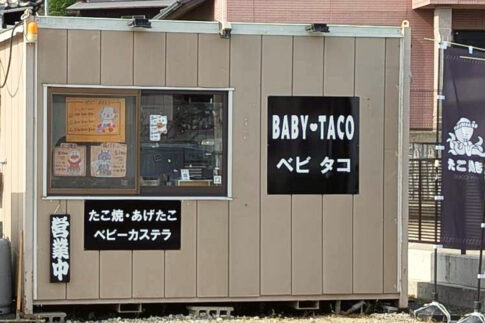 BABY♥TACO
ベビ タコ
たこ焼・あげたこ
ベビーカステラ
営業中
たこ焼